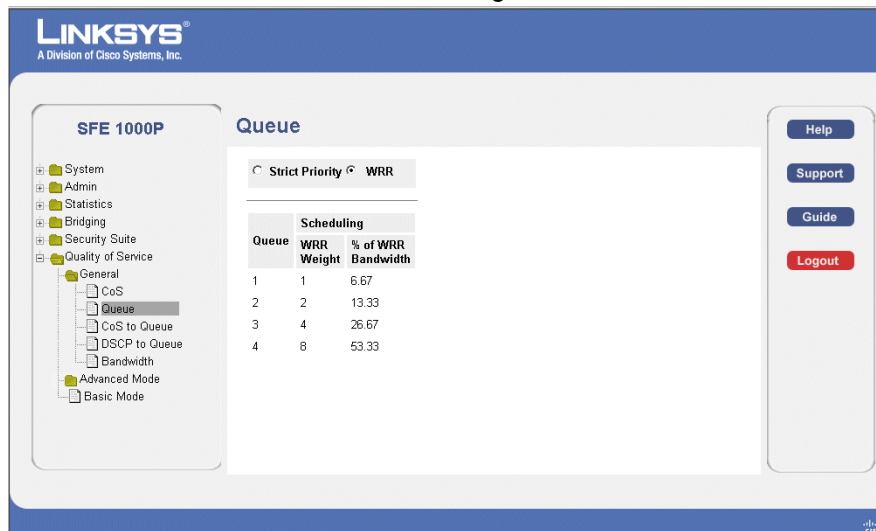 LINKSYS®
A Division of Cisco Systems, Inc.
SFE 1000P
System
Admin
Statistics
Bridging
Security Suite
Quality of Service
General
CoS
Queue
CoS to Queue
DSCP to Queue
Bandwidth
Advanced Mode
Basic Mode
Queue
Strict Priority WRR
Scheduling
Queue WRR Weight % of WRR Bandwidth
1 1 6.67
2 2 13.33
3 4 26.67
4 8 53.33
Help
Support
Guide
Logout